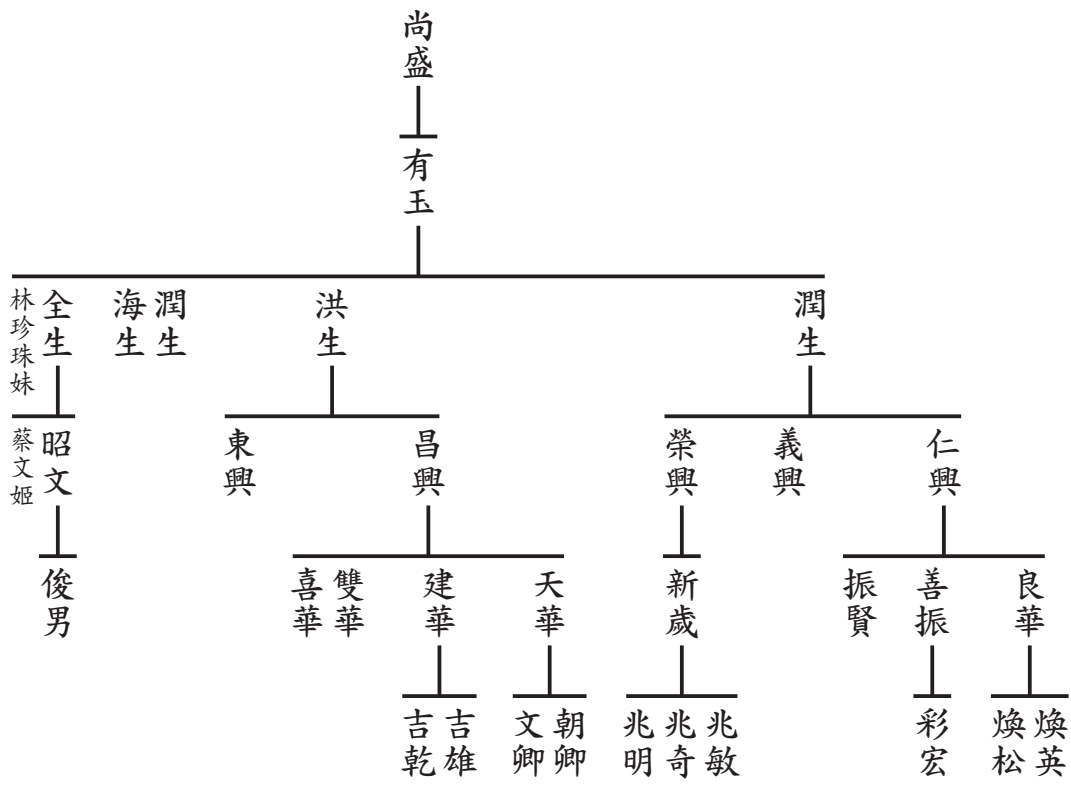 尚盛
有玉
潤生
洪生
潤生
海生
全生
林珍珠妹
仁興
義興
榮興
昌興
東興
昭文
蔡文姬
良華
善振
振賢
新歲
天華
建華
雙華
喜華
俊男
煥英
煥松
彩宏
兆敏
兆奇
兆明
朝卿
文卿
吉雄
吉乾